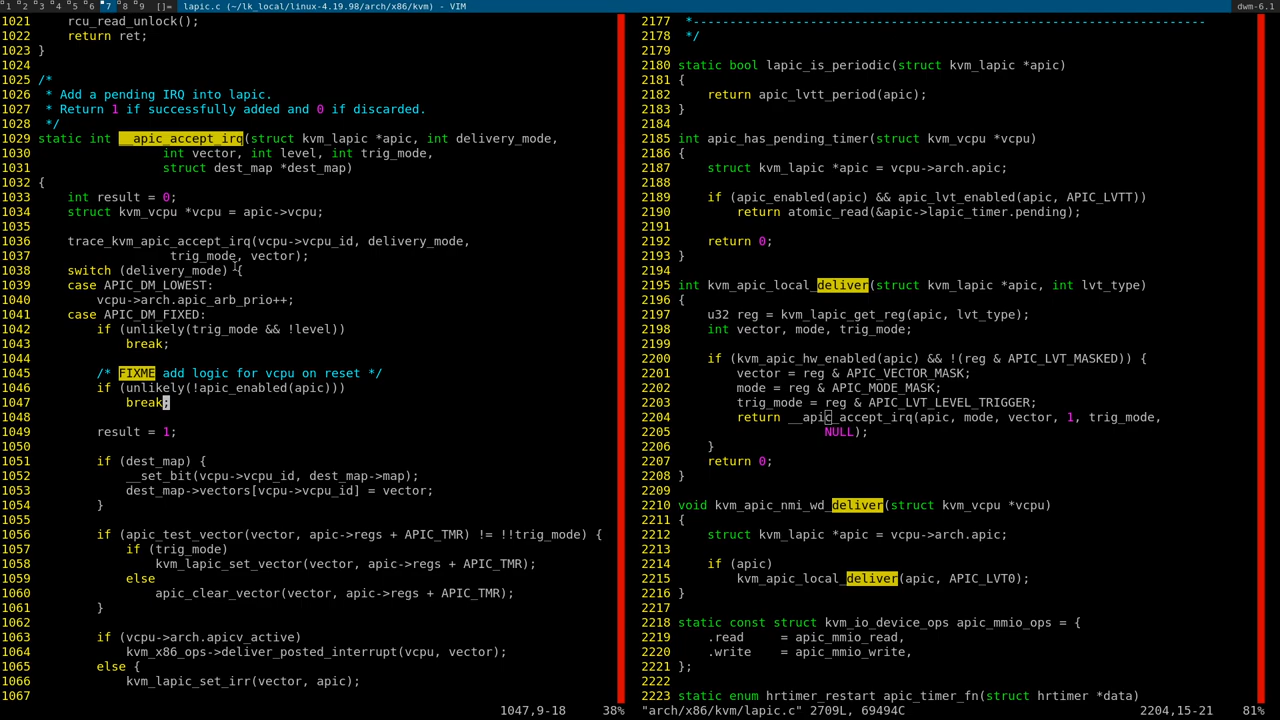 1 2 3 4 5 6 7 8 9 []= lapic.c (~/lk_local/linux-4.19.98/arch/x86/kvm) - VIM dwm-6.1
1021     rcu_read_unlock();
1022     return ret;
1023 }
1024
1025 /*
1026  * Add a pending IRQ into lapic.
1027  * Return 1 if successfully added and 0 if discarded.
1028  */
1029 static int __apic_accept_irq(struct kvm_lapic *apic, int delivery_mode,
1030                  int vector, int level, int trig_mode,
1031                  struct dest_map *dest_map)
1032 {
1033     int result = 0;
1034     struct kvm_vcpu *vcpu = apic->vcpu;
1035
1036     trace_kvm_apic_accept_irq(vcpu->vcpu_id, delivery_mode,
1037                   trig_mode, vector);
1038     switch (delivery_mode) {
1039     case APIC_DM_LOWEST:
1040         vcpu->arch.apic_arb_prio++;
1041     case APIC_DM_FIXED:
1042         if (unlikely(trig_mode && !level))
1043             break;
1044
1045         /* FIXME add logic for vcpu on reset */
1046         if (unlikely(!apic_enabled(apic)))
1047             break;
1048
1049         result = 1;
1050
1051         if (dest_map) {
1052             __set_bit(vcpu->vcpu_id, dest_map->map);
1053             dest_map->vectors[vcpu->vcpu_id] = vector;
1054         }
1055
1056         if (apic_test_vector(vector, apic->regs + APIC_TMR) != !!trig_mode) {
1057             if (trig_mode)
1058                 kvm_lapic_set_vector(vector, apic->regs + APIC_TMR);
1059             else
1060                 apic_clear_vector(vector, apic->regs + APIC_TMR);
1061         }
1062
1063         if (vcpu->arch.apicv_active)
1064             kvm_x86_ops->deliver_posted_interrupt(vcpu, vector);
1065         else {
1066             kvm_lapic_set_irr(vector, apic);
1067
1047,9-18 38%
2177  *----------------------------------------------------------------------
2178  */
2179
2180 static bool lapic_is_periodic(struct kvm_lapic *apic)
2181 {
2182     return apic_lvtt_period(apic);
2183 }
2184
2185 int apic_has_pending_timer(struct kvm_vcpu *vcpu)
2186 {
2187     struct kvm_lapic *apic = vcpu->arch.apic;
2188
2189     if (apic_enabled(apic) && apic_lvt_enabled(apic, APIC_LVTT))
2190         return atomic_read(&apic->lapic_timer.pending);
2191
2192     return 0;
2193 }
2194
2195 int kvm_apic_local_deliver(struct kvm_lapic *apic, int lvt_type)
2196 {
2197     u32 reg = kvm_lapic_get_reg(apic, lvt_type);
2198     int vector, mode, trig_mode;
2199
2200     if (kvm_apic_hw_enabled(apic) && !(reg & APIC_LVT_MASKED)) {
2201         vector = reg & APIC_VECTOR_MASK;
2202         mode = reg & APIC_MODE_MASK;
2203         trig_mode = reg & APIC_LVT_LEVEL_TRIGGER;
2204         return __apic_accept_irq(apic, mode, vector, 1, trig_mode,
2205                     NULL);
2206     }
2207     return 0;
2208 }
2209
2210 void kvm_apic_nmi_wd_deliver(struct kvm_vcpu *vcpu)
2211 {
2212     struct kvm_lapic *apic = vcpu->arch.apic;
2213
2214     if (apic)
2215         kvm_apic_local_deliver(apic, APIC_LVT0);
2216 }
2217
2218 static const struct kvm_io_device_ops apic_mmio_ops = {
2219     .read     = apic_mmio_read,
2220     .write    = apic_mmio_write,
2221 };
2222
2223 static enum hrtimer_restart apic_timer_fn(struct hrtimer *data)
"arch/x86/kvm/lapic.c" 2709L, 69494C 2204,15-21 81%